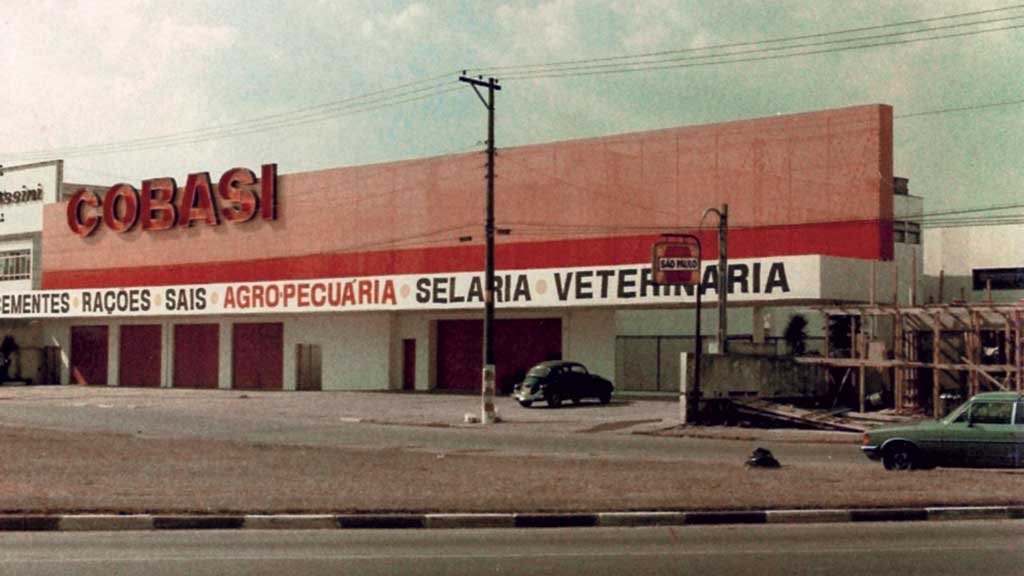 COBASI
SEMENTES • RAÇÕES • SAIS • AGRO-PECUÁRIA • SELARIA • VETERINÁRIA
SÃO PAULO